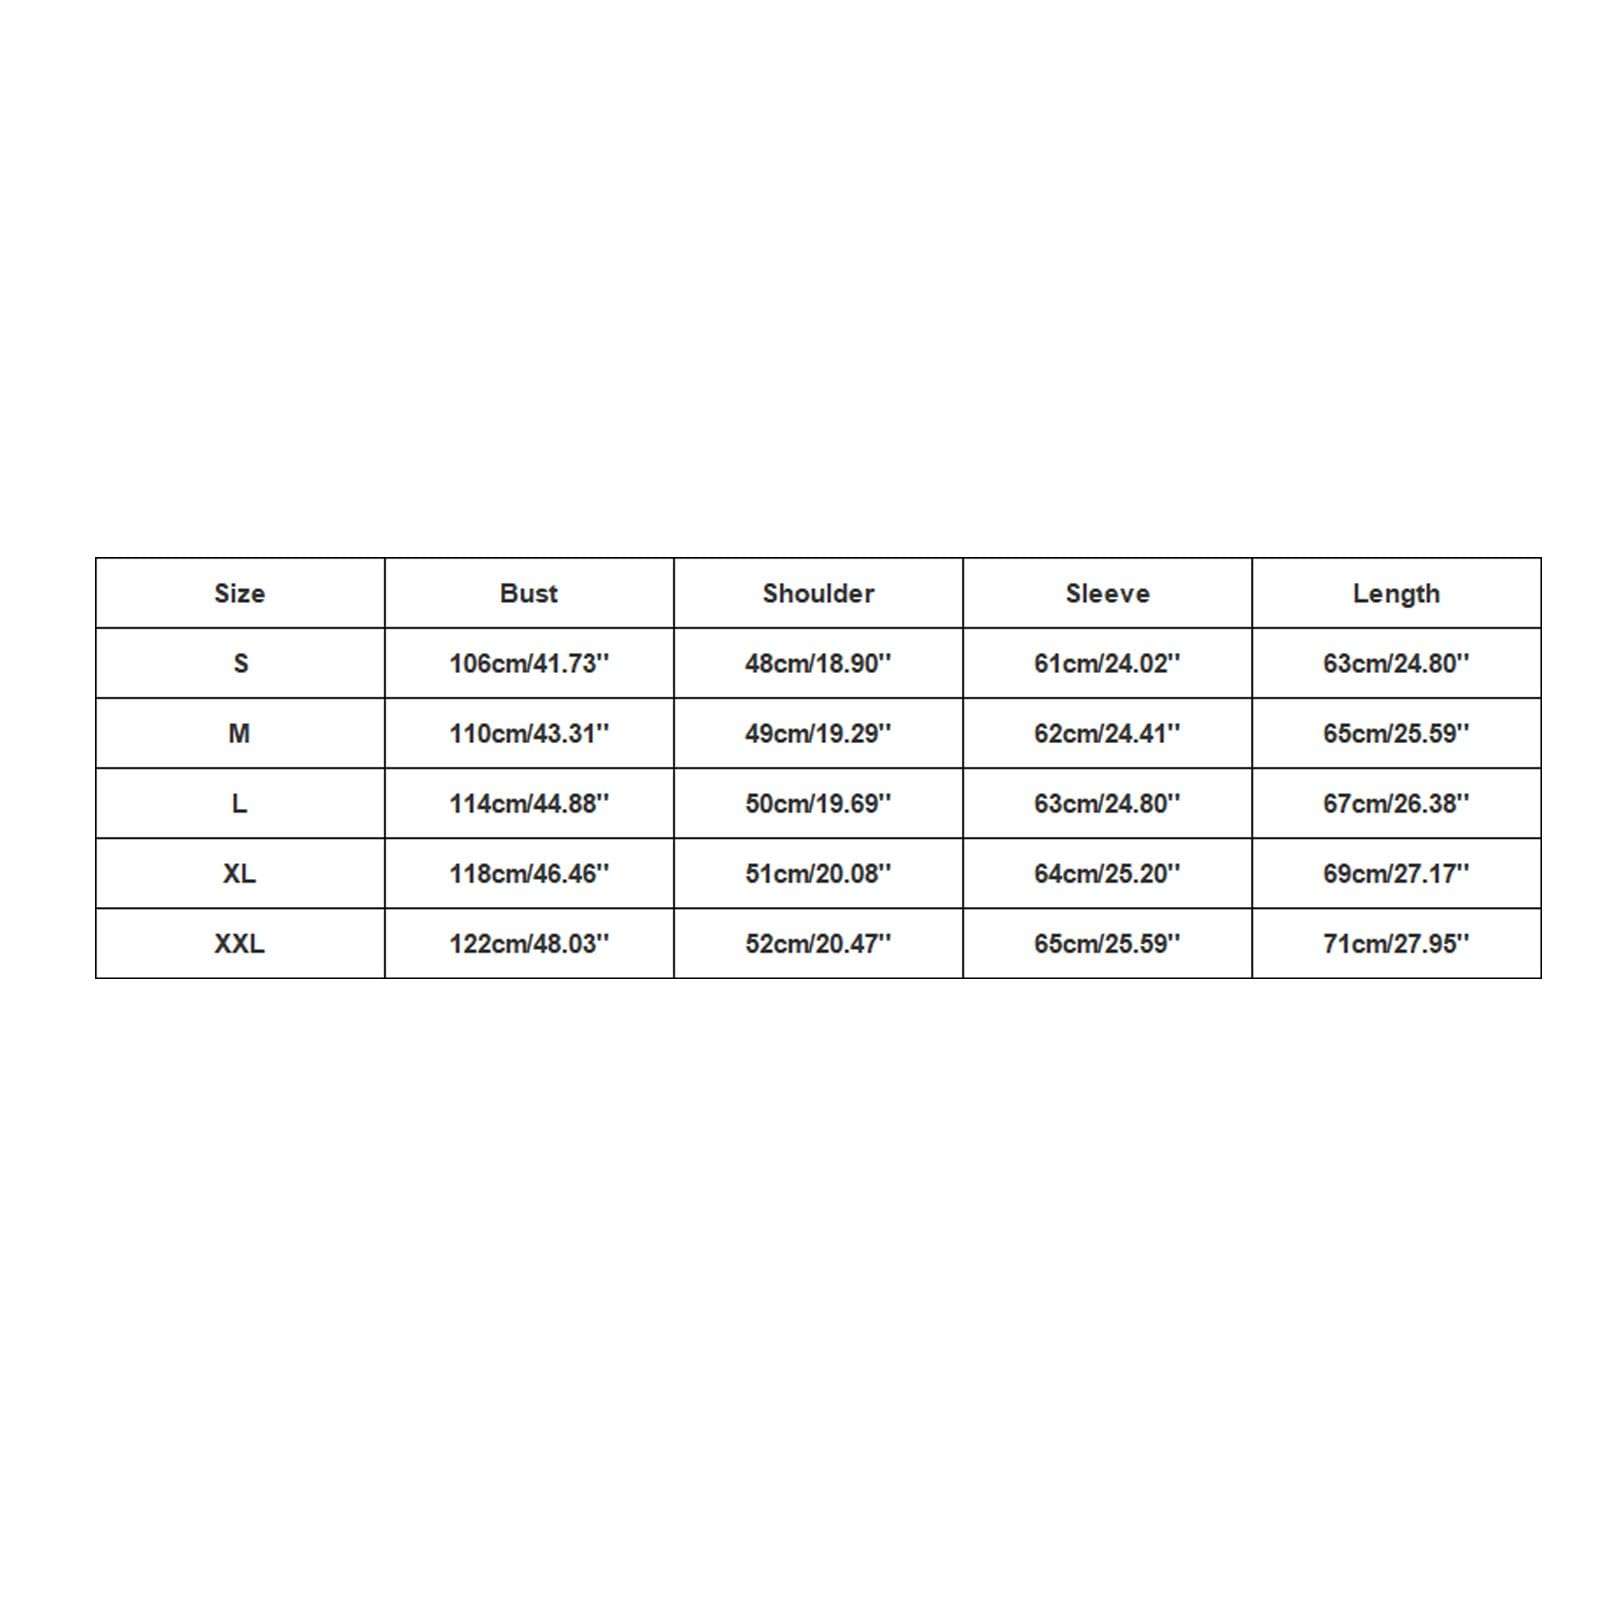 Size Bust Shoulder Sleeve Length
S 106cm/41.73'' 48cm/18.90'' 61cm/24.02'' 63cm/24.80''
M 110cm/43.31'' 49cm/19.29'' 62cm/24.41'' 65cm/25.59''
L 114cm/44.88'' 50cm/19.69'' 63cm/24.80'' 67cm/26.38''
XL 118cm/46.46'' 51cm/20.08'' 64cm/25.20'' 69cm/27.17''
XXL 122cm/48.03'' 52cm/20.47'' 65cm/25.59'' 71cm/27.95''